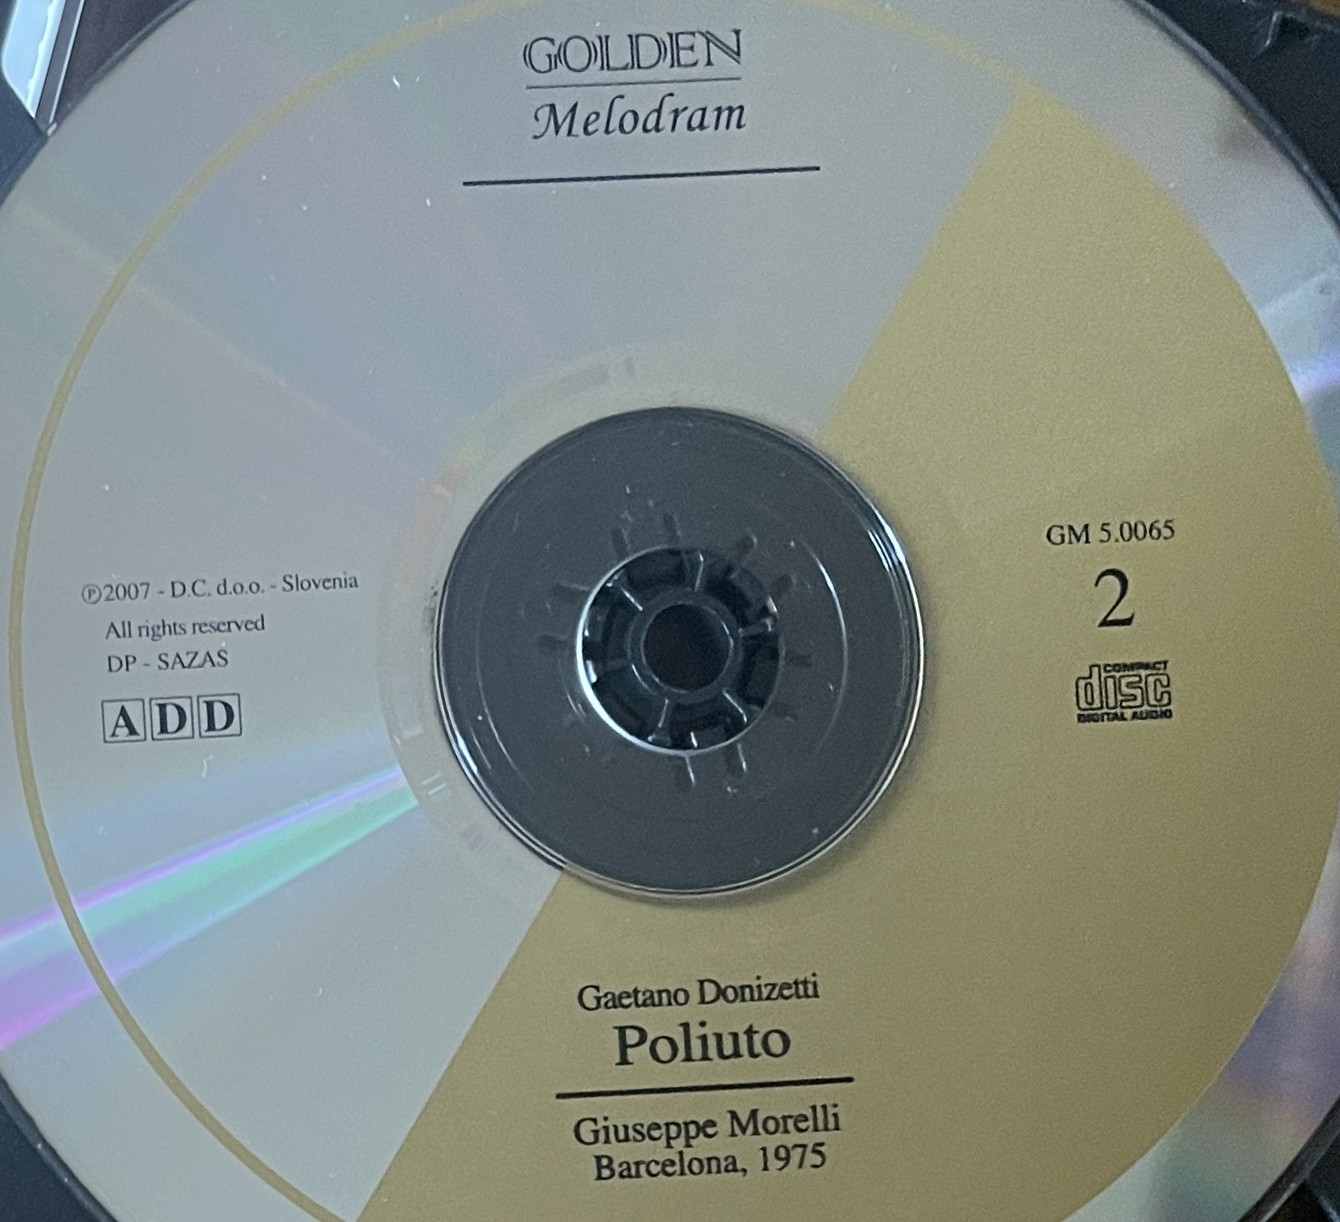 GOLDEN
Melodram
℗2007 - D.C. d.o.o. - Slovenia
All rights reserved
DP - SAZAS
ADD
GM 5.0065
2
COMPACT
disc
DIGITAL AUDIO
Gaetano Donizetti
Poliuto
Giuseppe Morelli
Barcelona, 1975